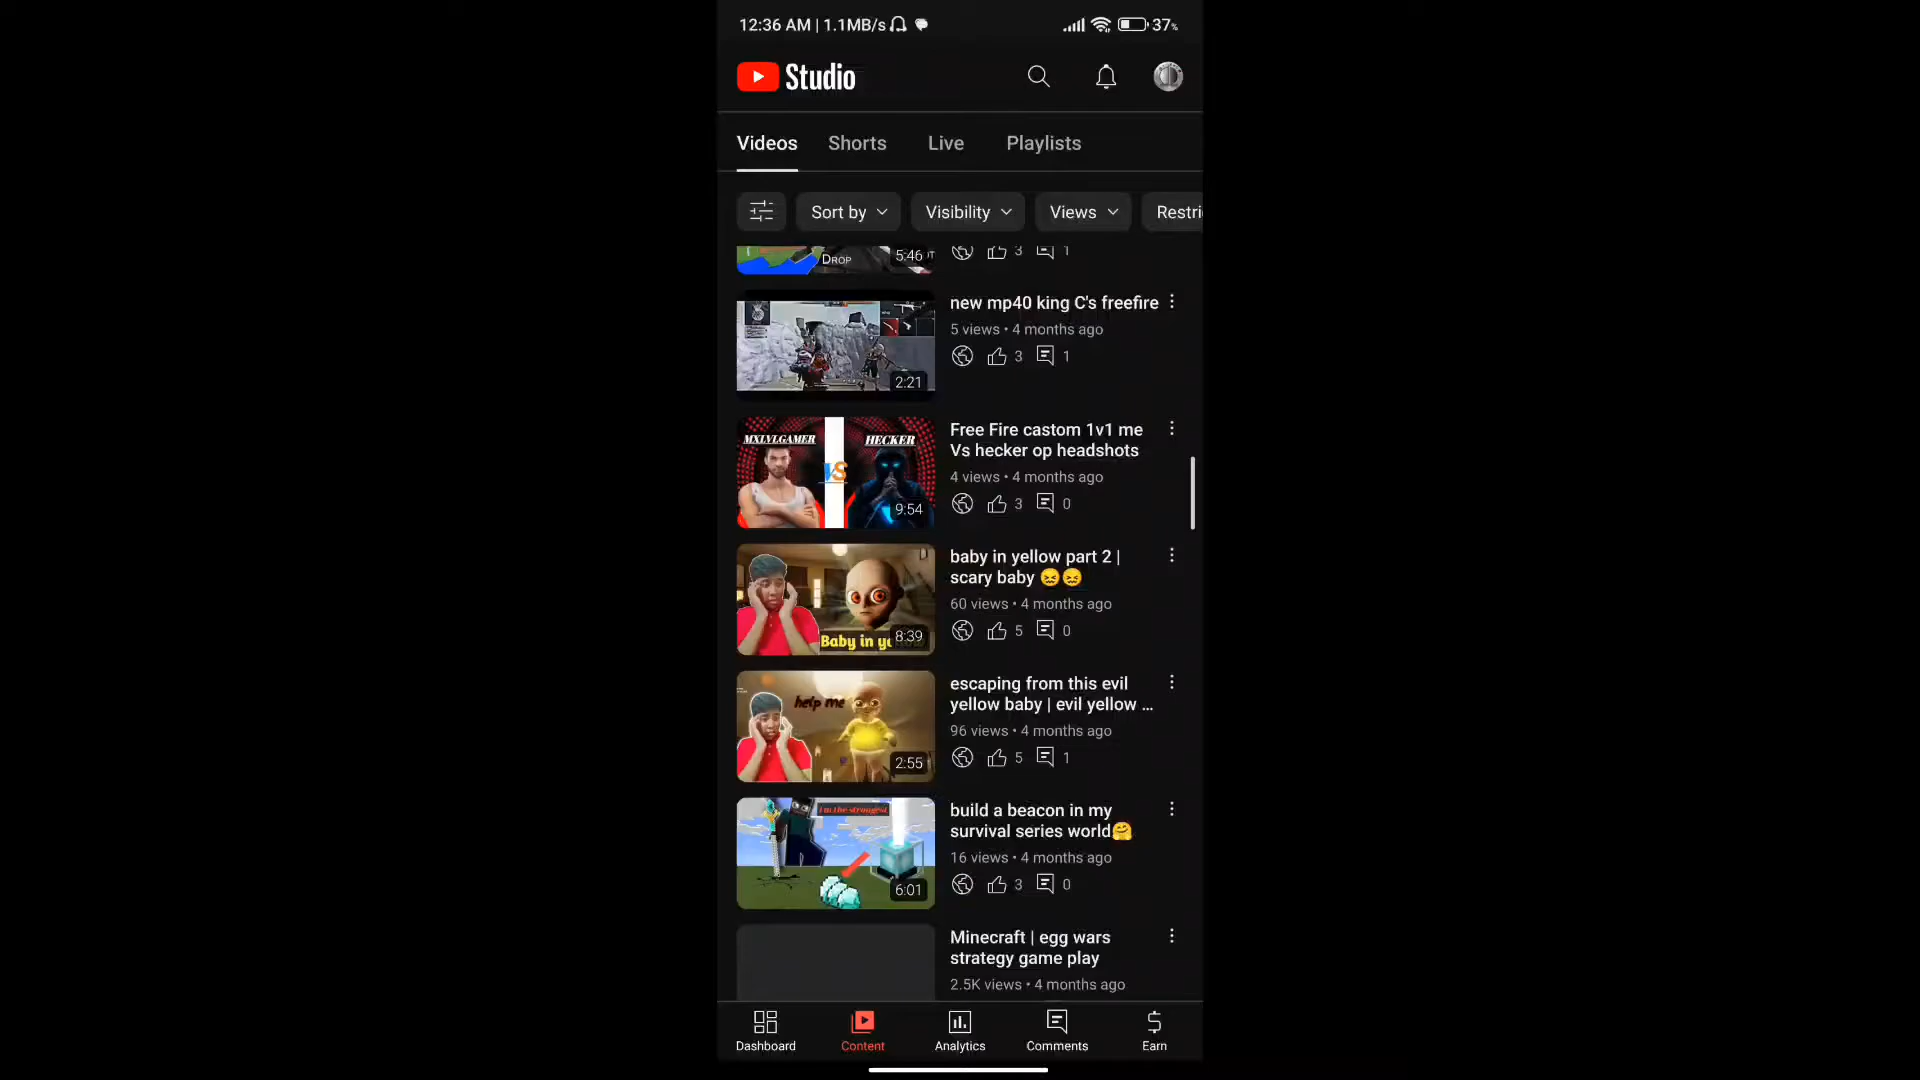 12:36 AM | 1.1MB/s
37%
Studio
Videos Shorts Live Playlists
Sort by Visibility Views Restri
DROP
5:46
3 1
new mp40 king C's freefire
5 views • 4 months ago
3 1
2:21
MXLVLGAMER HECKER
VS
9:54
Free Fire castom 1v1 me
Vs hecker op headshots
4 views • 4 months ago
3 0
Baby in ye
8:39
baby in yellow part 2 |
scary baby 😖😖
60 views • 4 months ago
5 0
help me
2:55
escaping from this evil
yellow baby | evil yellow ...
96 views • 4 months ago
5 1
i'm the strongest
6:01
build a beacon in my
survival series world🤗
16 views • 4 months ago
3 0
Minecraft | egg wars
strategy game play
2.5K views • 4 months ago
Dashboard Content Analytics Comments Earn